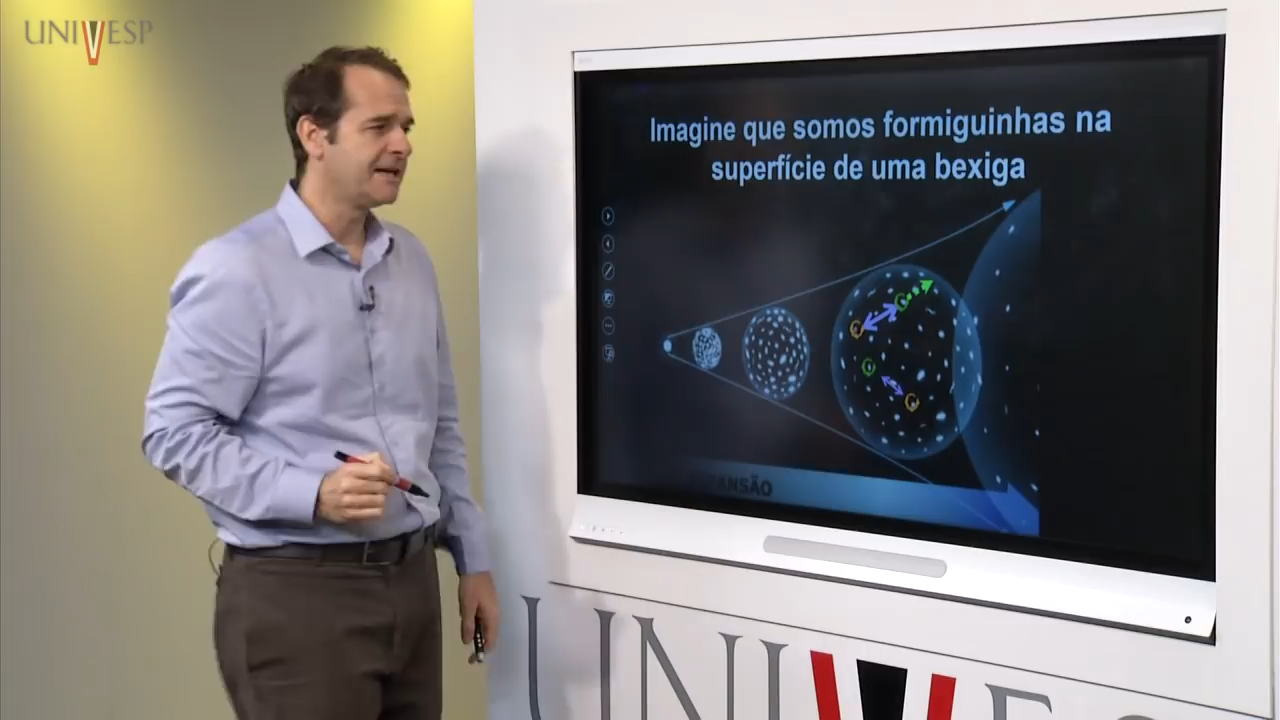 UNIVESP
Imagine que somos formiguinhas na
superfície de uma bexiga